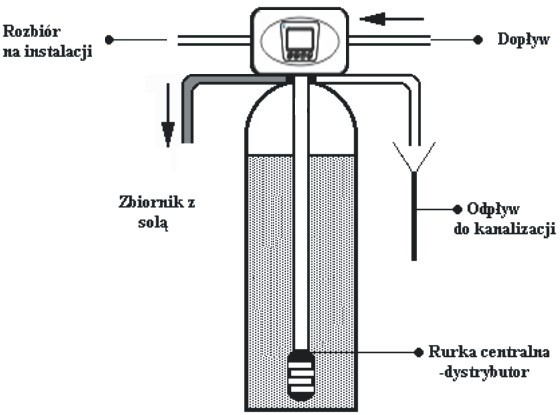 Rozbiór
na instalacji
Dopływ
Zbiornik z
solą
Odpływ
do kanalizacji
Rurka centralna
-dystrybutor